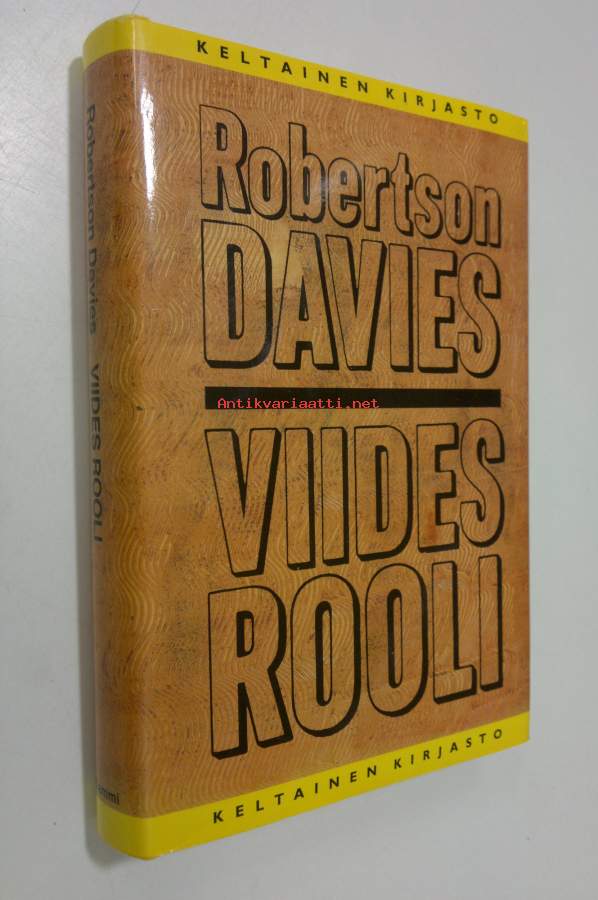 KELTAINEN KIRJASTO
Robertson
DAVIES
Antikvariaatti.net
VIIDES
ROOLI
KELTAINEN KIRJASTO
Robertson Davies VIIDES ROOLI